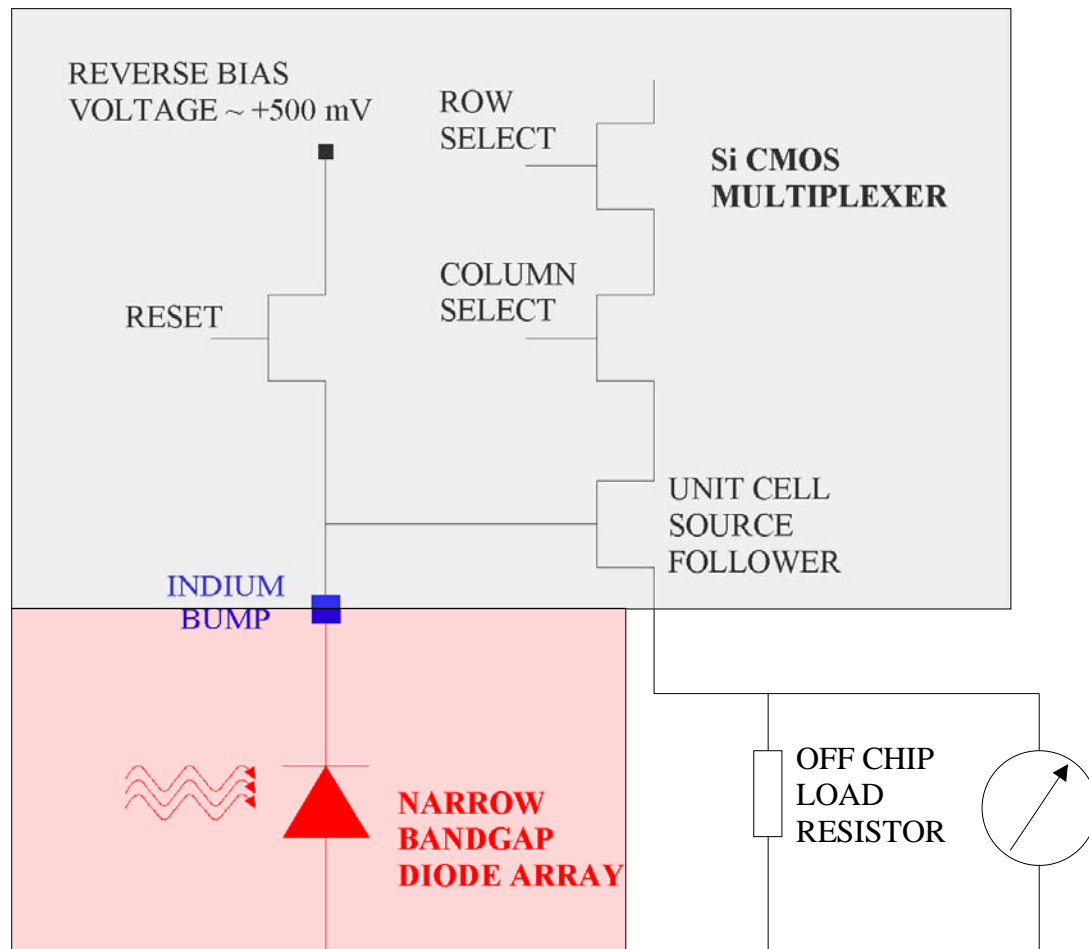 REVERSE BIAS
VOLTAGE ~ +500 mV
ROW
SELECT
Si CMOS
MULTIPLEXER
RESET
COLUMN
SELECT
UNIT CELL
SOURCE
FOLLOWER
INDIUM
BUMP
NARROW
BANDGAP
DIODE ARRAY
OFF CHIP
LOAD
RESISTOR